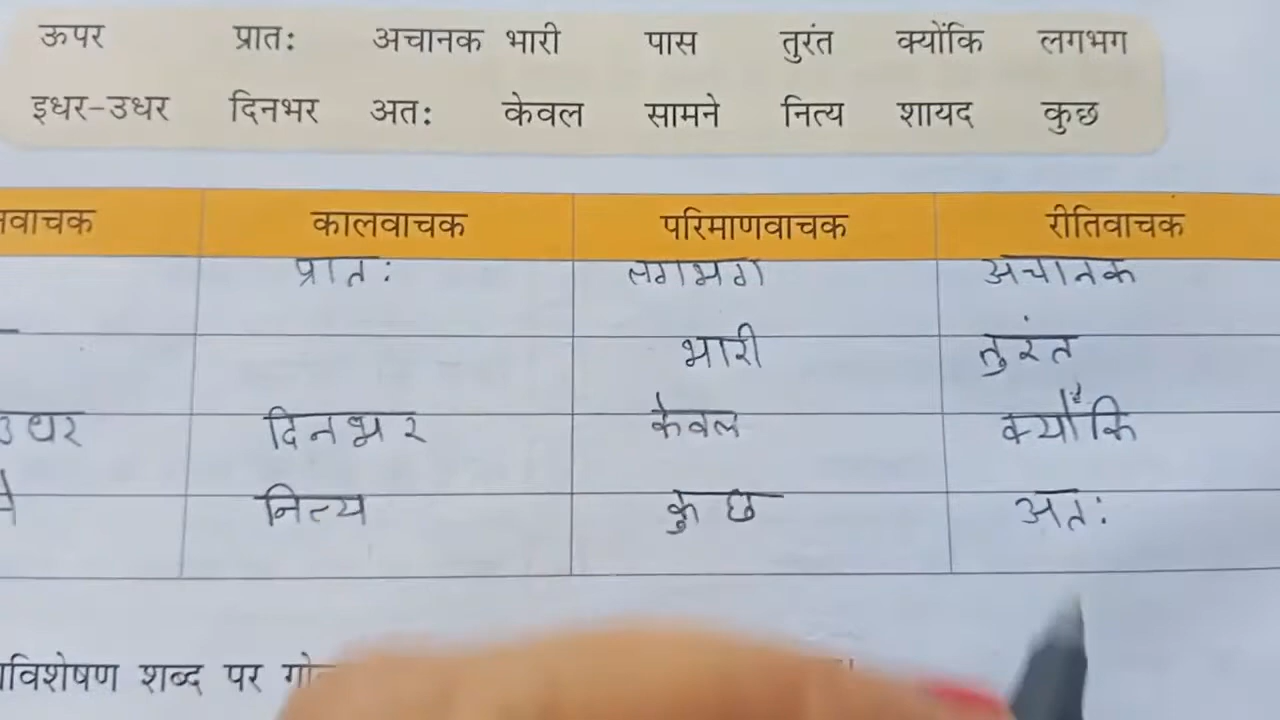 ऊपर प्रातः अचानक भारी पास तुरंत क्योंकि लगभग
इधर-उधर दिनभर अतः केवल सामने नित्य शायद कुछ
वाचक कालवाचक परिमाणवाचक रीतिवाचक
प्रातः लगभग अचानक
भारी तुरंत
उधर दिनभर केवल क्योंकि
नित्य कुछ अतः
विशेषण शब्द पर